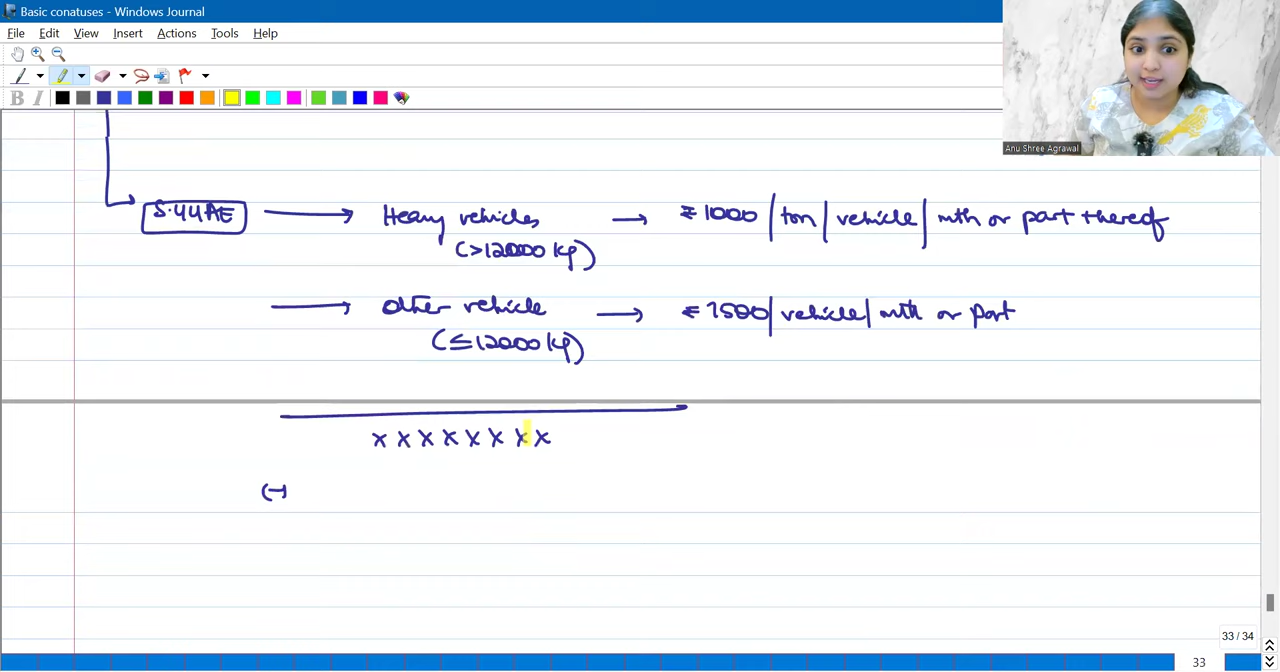 Basic conatuses - Windows Journal
File Edit View Insert Actions Tools Help
B I
Anu Shree Agrawal
S.44AE → Heavy vehicles → ₹1000 | ton | vehicle | mth or part thereof
(>12000 kg)
→ Other vehicle → ₹7500 | vehicle | mth or part
(≤12000 kg)
x x x x x x x x
(-)
33 / 34
33